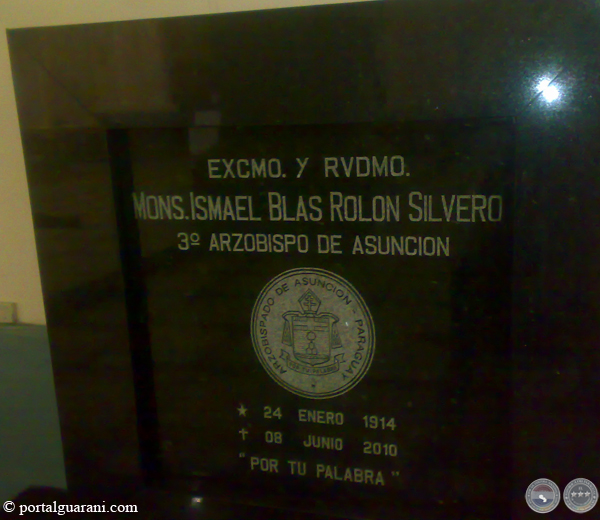 EXCMO. Y RVDMO.
MONS. ISMAEL BLAS ROLON SILVERO
3º ARZOBISPO DE ASUNCION
ARZOBISPADO DE ASUNCION - PARAGUAY
★ 24 ENERO 1914
✝ 08 JUNIO 2010
"POR TU PALABRA"
© portalguarani.com